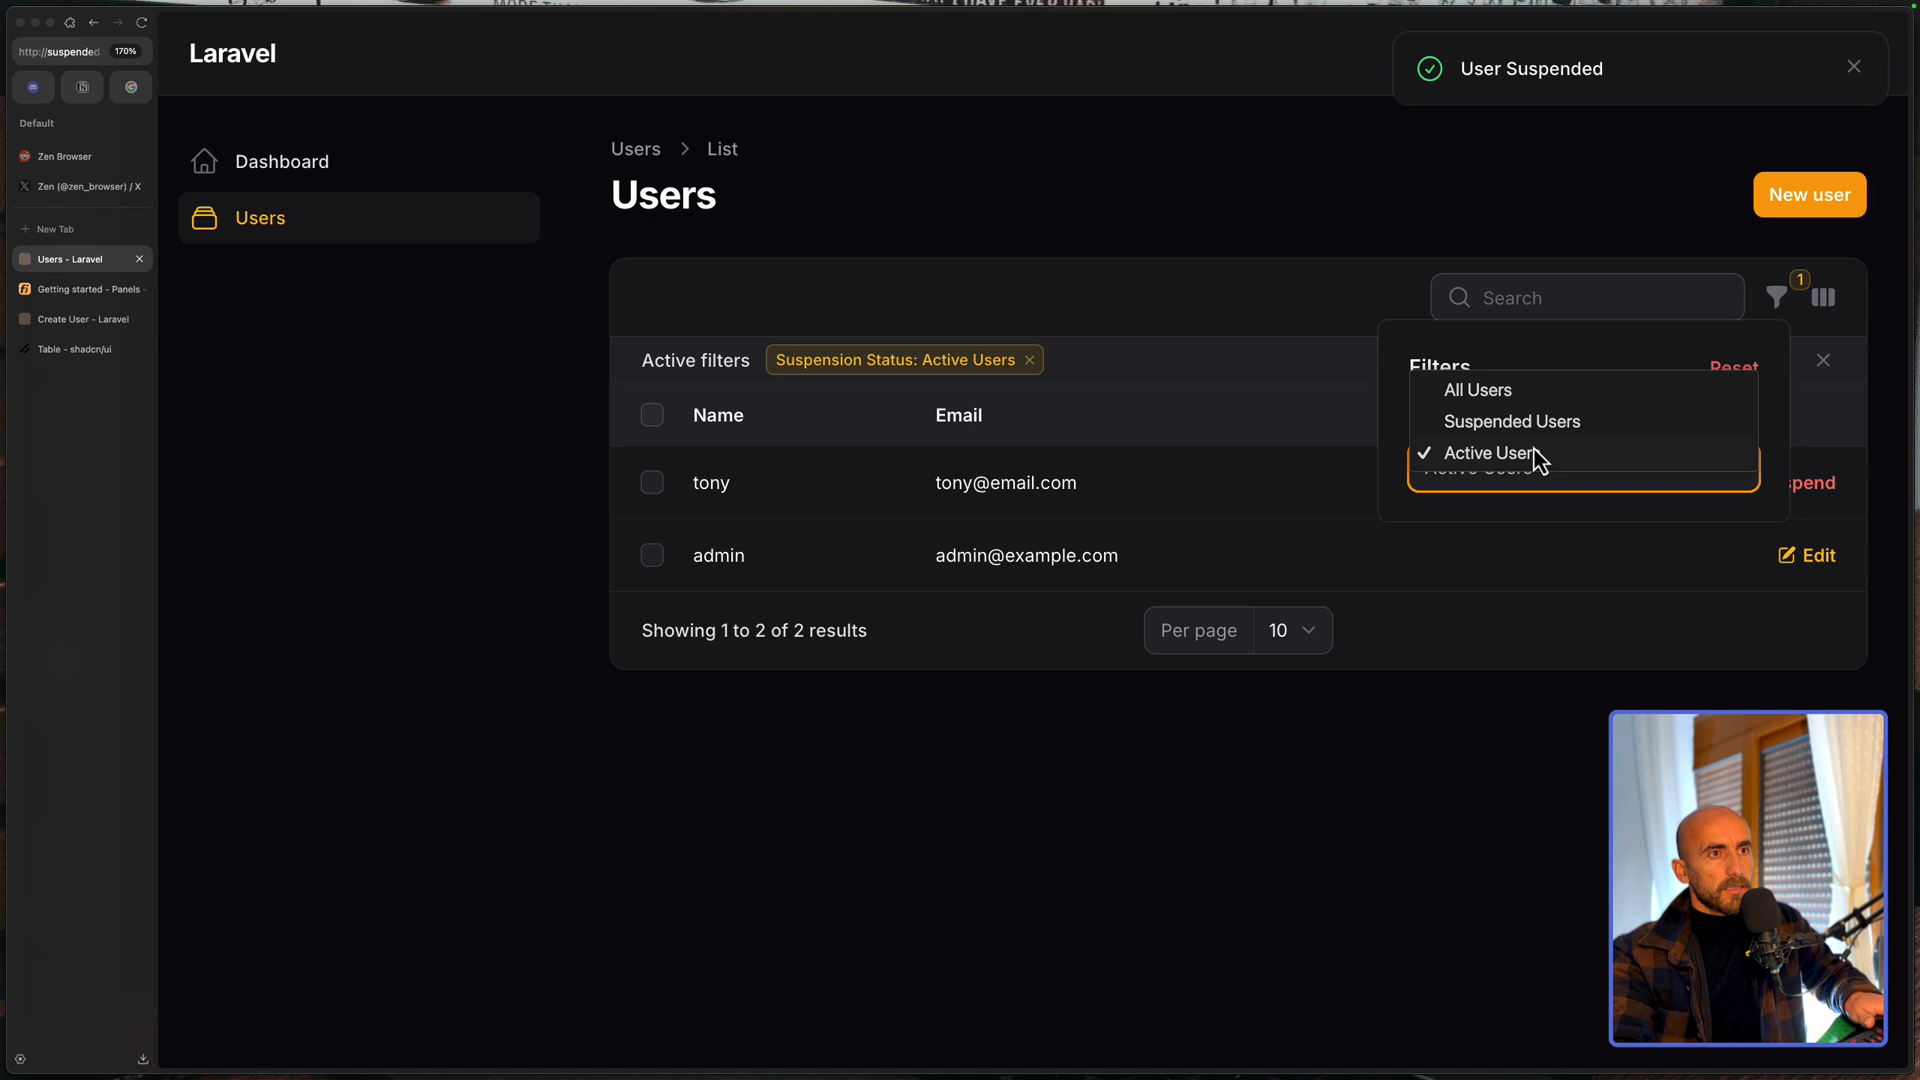 http://suspended.
170%
Default
Zen Browser
Zen (@zen_browser) / X
New Tab
Users - Laravel
Getting started - Panels -
Create User - Laravel
Table - shadcn/ui
Laravel
User Suspended
Dashboard
Users
Users > List
Users
New user
Search
1
Active filters
Suspension Status: Active Users
Filters
Reset
All Users
Suspended Users
Active User
Active Users
Name Email
tony tony@email.com
pend
admin admin@example.com
Edit
Showing 1 to 2 of 2 results
Per page 10